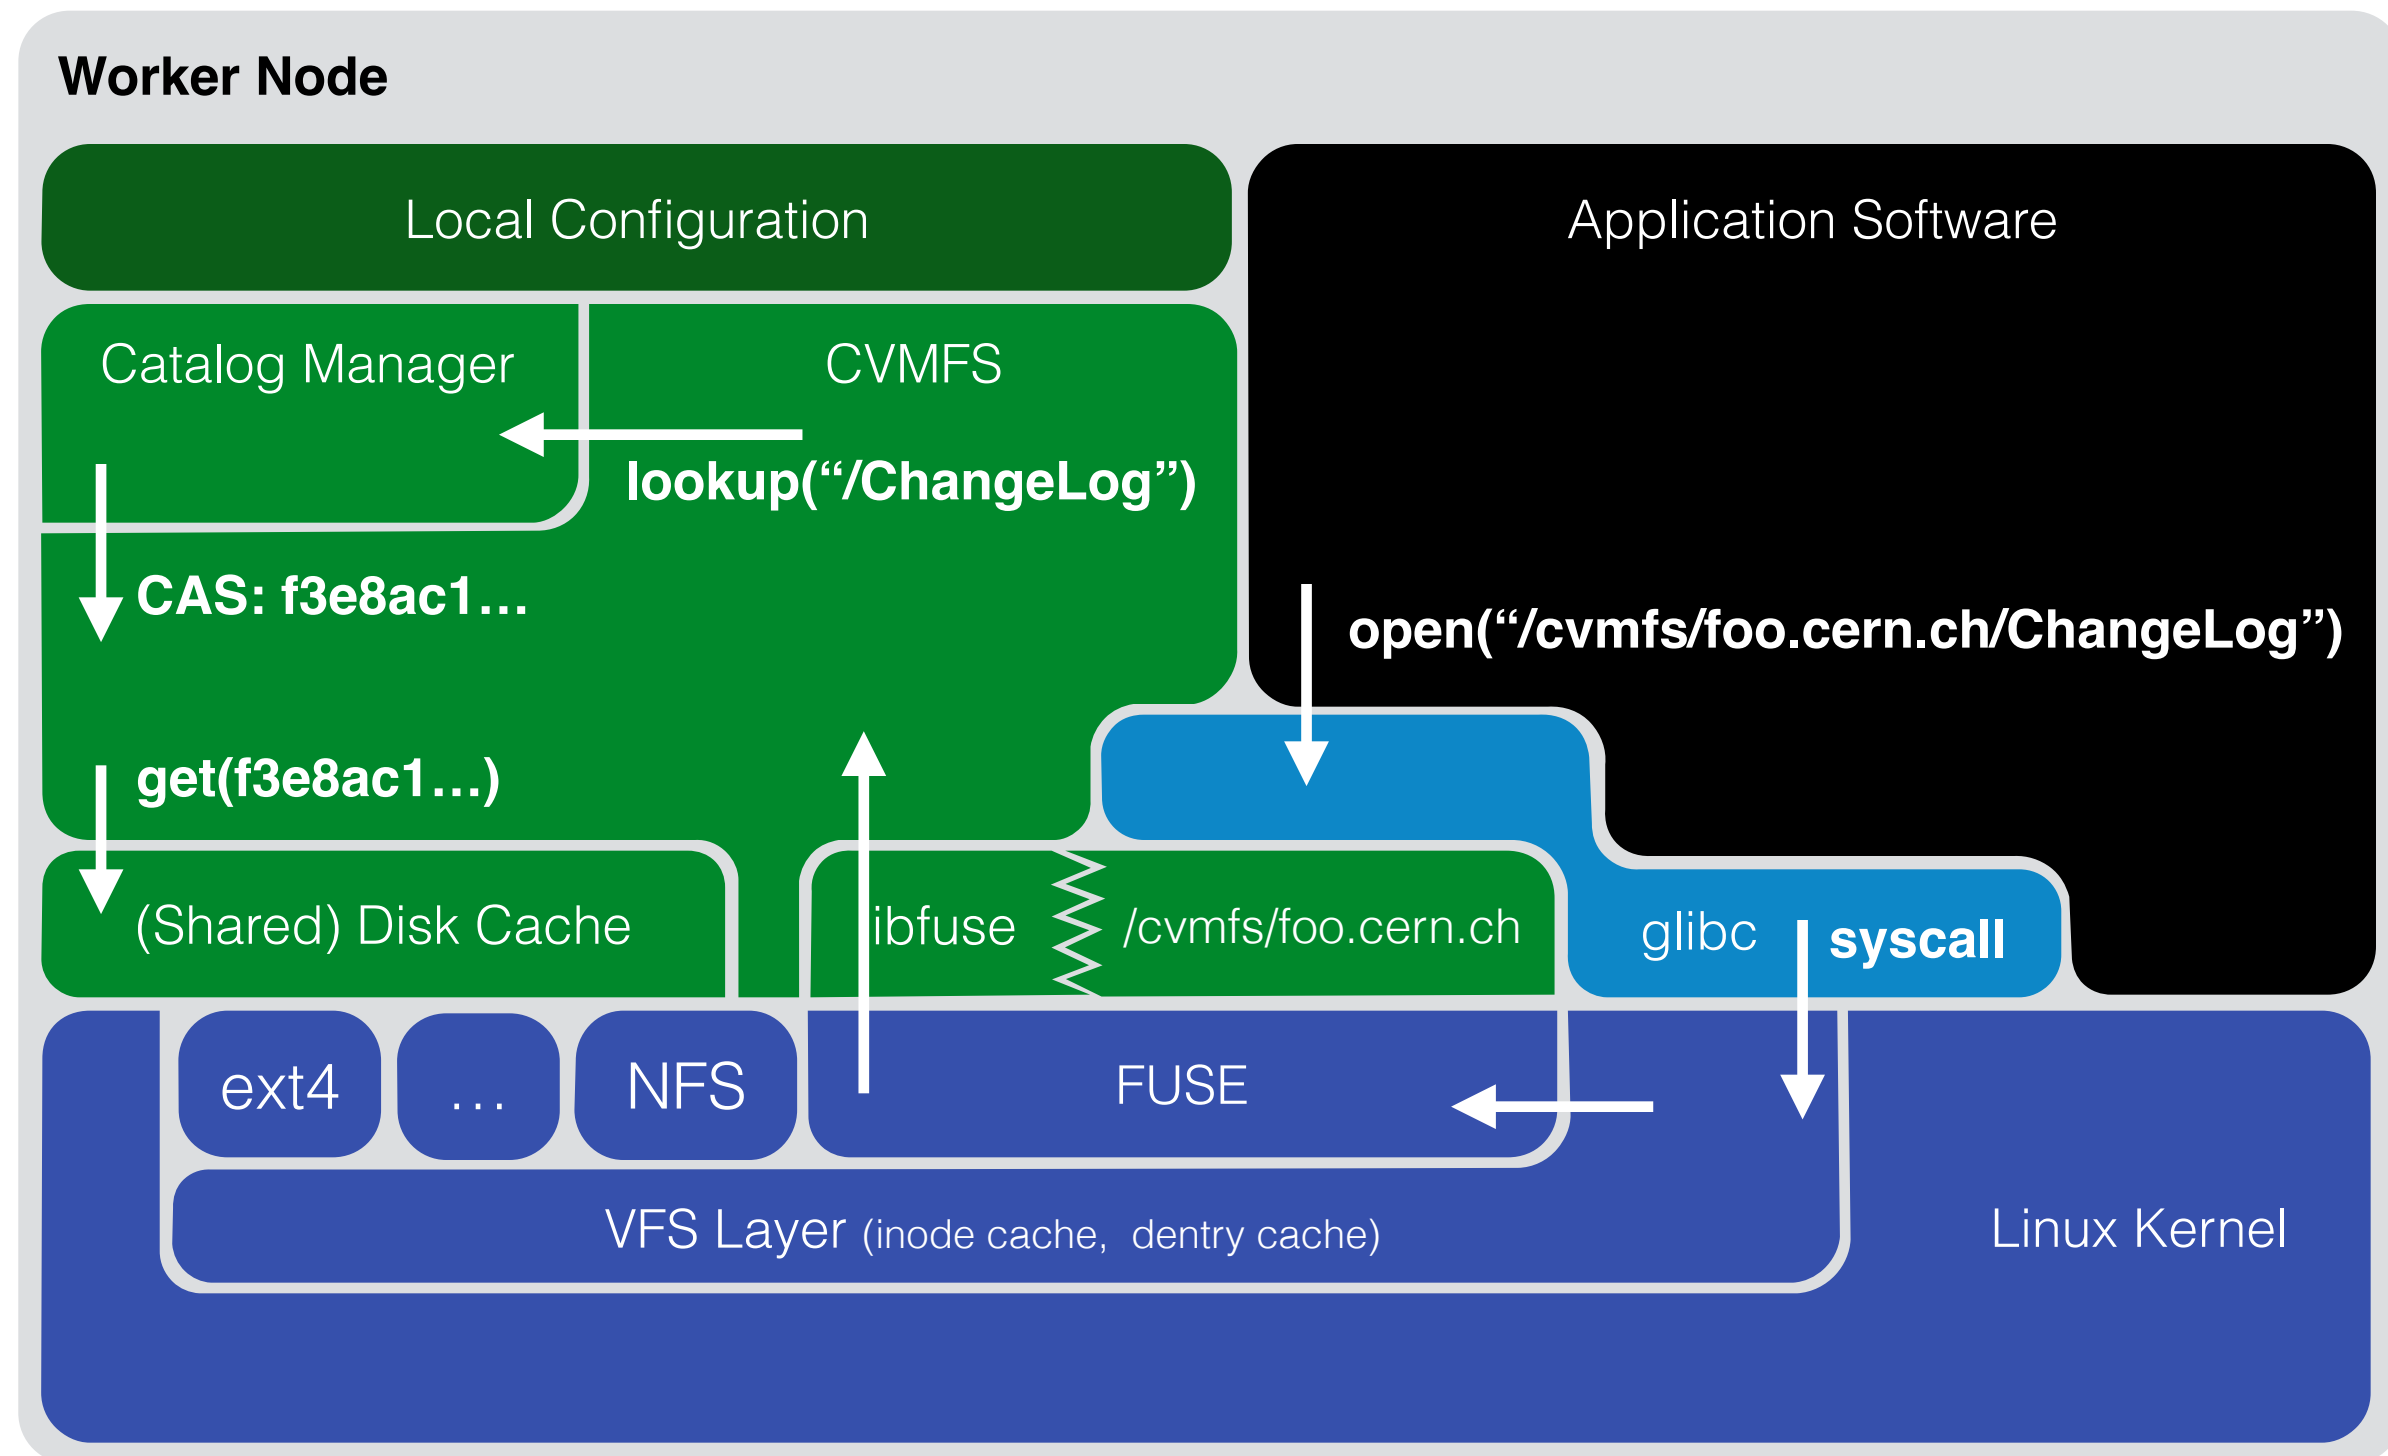 Worker Node
Local Configuration
Application Software
Catalog Manager
CVMFS
lookup(“/ChangeLog”)
CAS: f3e8ac1…
open(“/cvmfs/foo.cern.ch/ChangeLog”)
get(f3e8ac1…)
(Shared) Disk Cache
libfuse
/cvmfs/foo.cern.ch
glibc
syscall
ext4
…
NFS
FUSE
VFS Layer (inode cache, dentry cache)
Linux Kernel